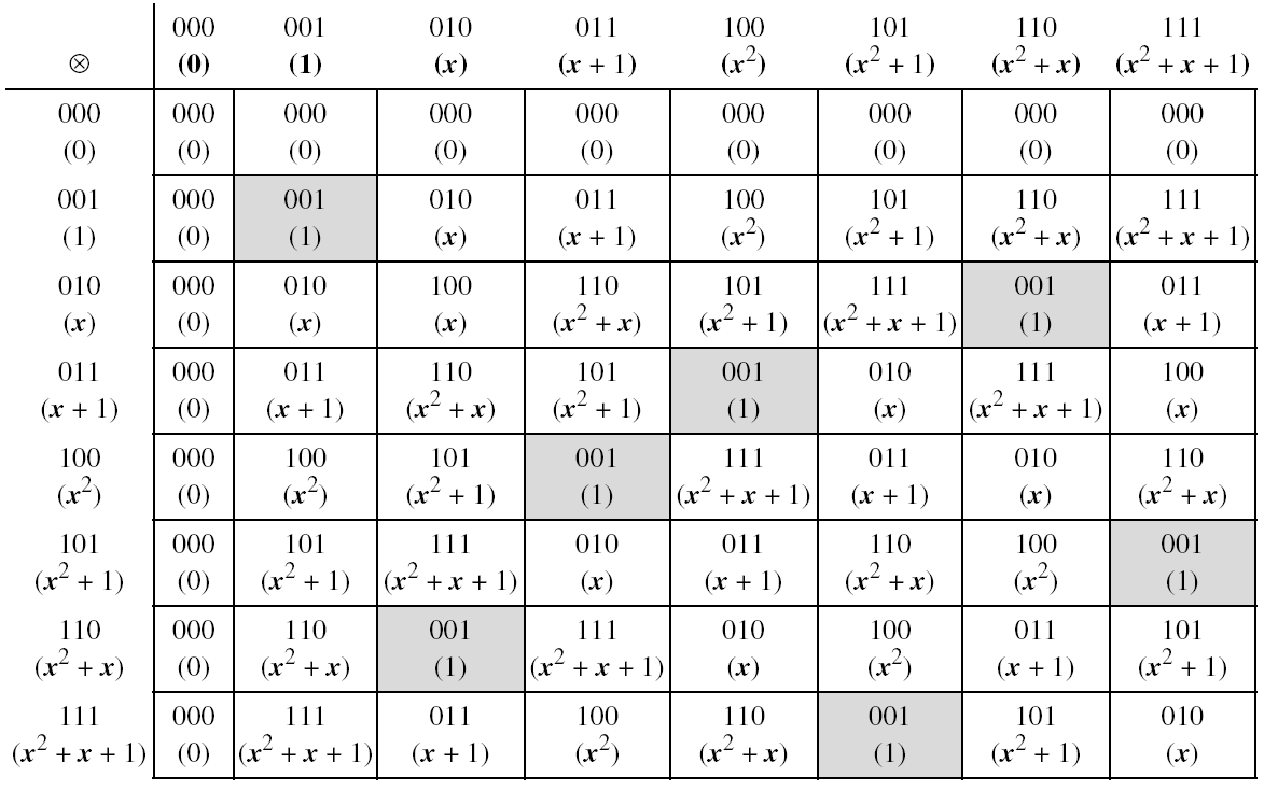 000 001 010 011 100 101 110 111
⊗ (0) (1) (x) (x + 1) (x² ) (x² + 1) (x² + x) (x² + x + 1)
000 000 000 000 000 000 000 000 000
(0) (0) (0) (0) (0) (0) (0) (0) (0)
001 000 001 010 011 100 101 110 111
(1) (0) (1) (x) (x + 1) (x²) (x² + 1) (x² + x) (x² + x + 1)
010 000 010 100 110 101 111 001 011
(x) (0) (x) (x) (x² + x) (x² + 1) (x² + x + 1) (1) (x + 1)
011 000 011 110 101 001 010 111 100
(x + 1) (0) (x + 1) (x² + x) (x² + 1) (1) (x) (x² + x + 1) (x)
100 000 100 101 001 111 011 010 110
(x²) (0) (x²) (x² + 1) (1) (x² + x + 1) (x + 1) (x) (x² + x)
101 000 101 111 010 011 110 100 001
(x² + 1) (0) (x² + 1) (x² + x + 1) (x) (x + 1) (x² + x) (x²) (1)
110 000 110 001 111 010 100 011 101
(x² + x) (0) (x² + x) (1) (x² + x + 1) (x) (x²) (x + 1) (x² + 1)
111 000 111 011 100 110 001 101 010
(x² + x + 1) (0) (x² + x + 1) (x + 1) (x²) (x² + x) (1) (x² + 1) (x)